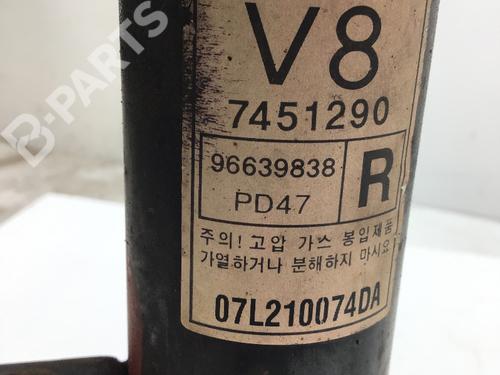 B-PARTS
V8
7451290
96639838
R
PD47
주의! 고압 가스 봉입제품
가열하거나 분해하지 마시오
07L210074DA